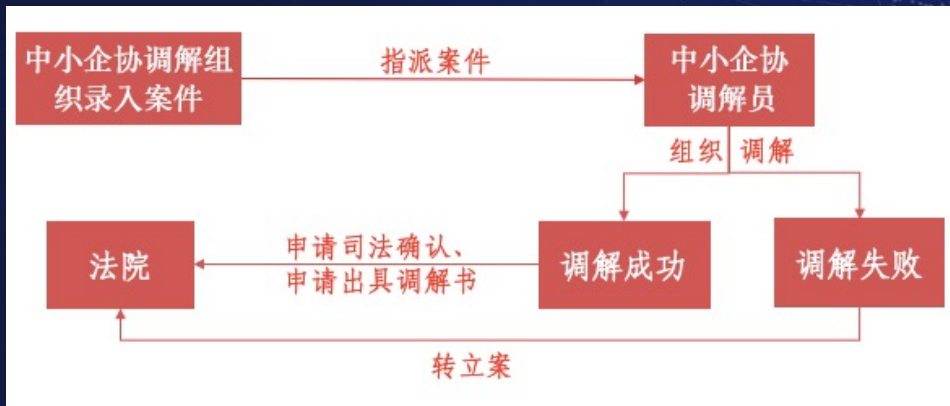 中小企协调解组
织录入案件
指派案件
中小企协
调解员
组织 调解
法院
申请司法确认、
申请出具调解书
调解成功
调解失败
转立案